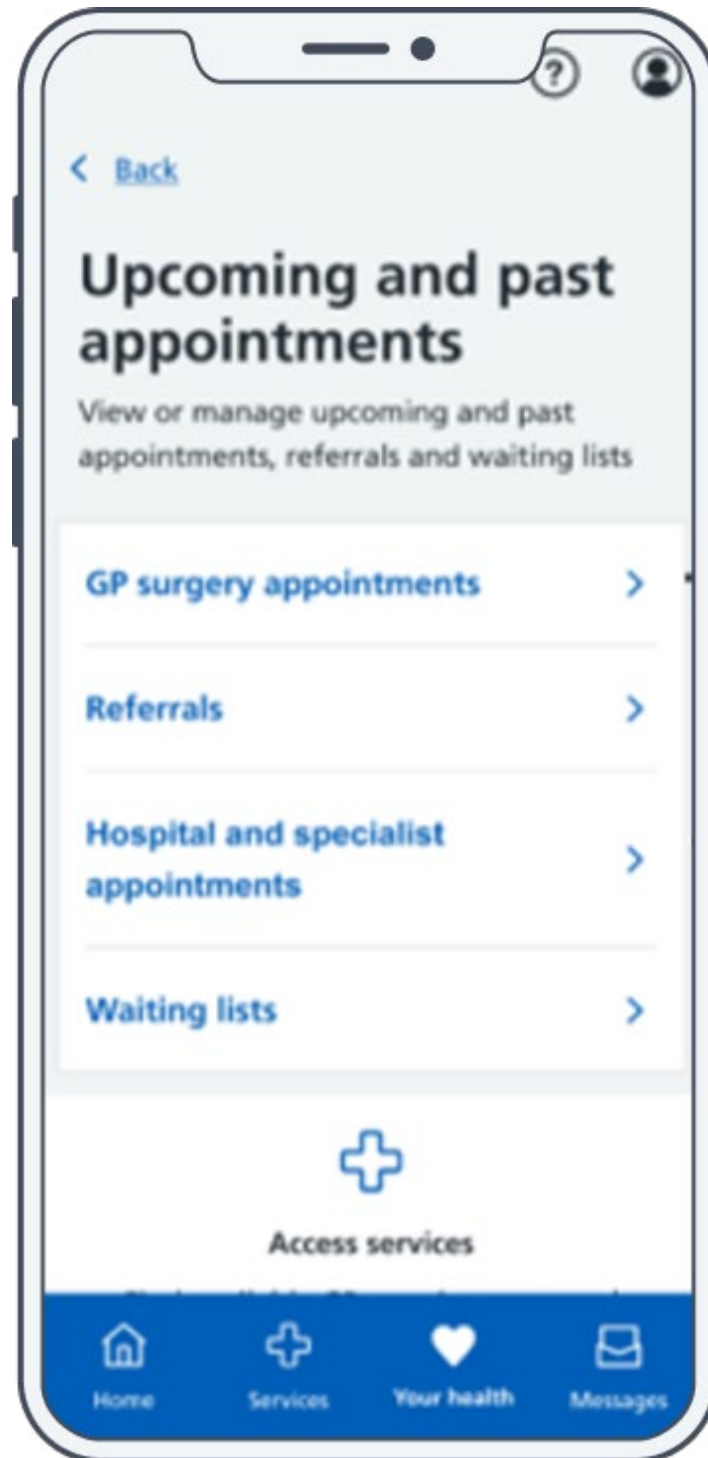 ?
Back
Upcoming and past
appointments
View or manage upcoming and past
appointments, referrals and waiting lists
GP surgery appointments
Referrals
Hospital and specialist
appointments
Waiting lists
Access services
Home Services Your health Messages